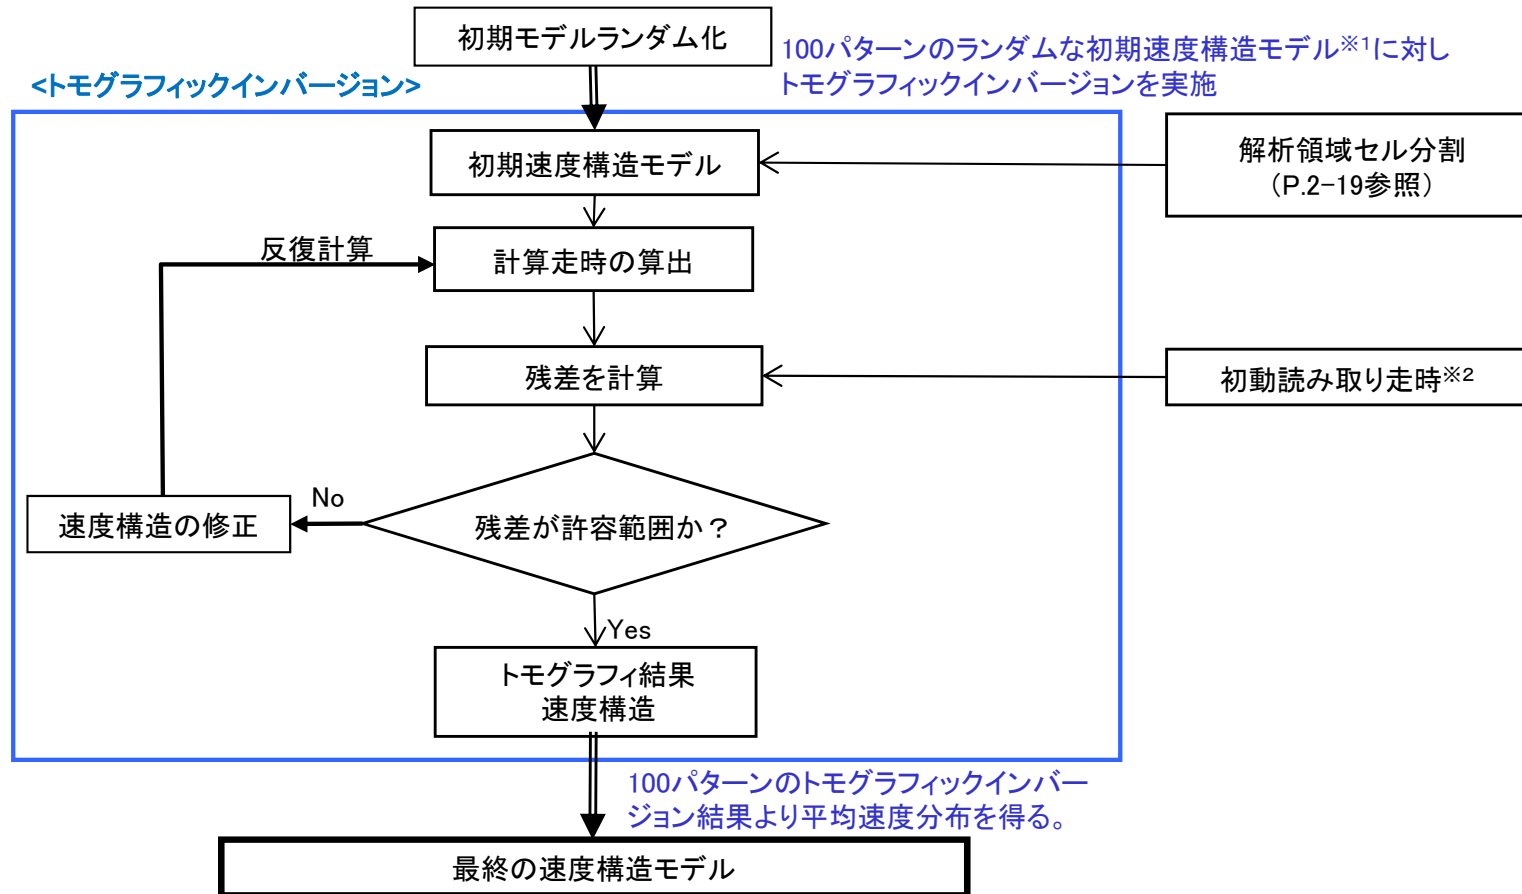 初期モデルランダム化
100パターンのランダムな初期速度構造モデル※1に対し
トモグラフィックインバージョンを実施
<トモグラフィックインバージョン>
初期速度構造モデル
解析領域セル分割
（P.2-19参照）
反復計算
計算走時の算出
残差を計算
初動読み取り走時※2
No
速度構造の修正
残差が許容範囲か？
Yes
トモグラフィ結果
速度構造
100パターンのトモグラフィックインバー
ジョン結果より平均速度分布を得る。
最終の速度構造モデル